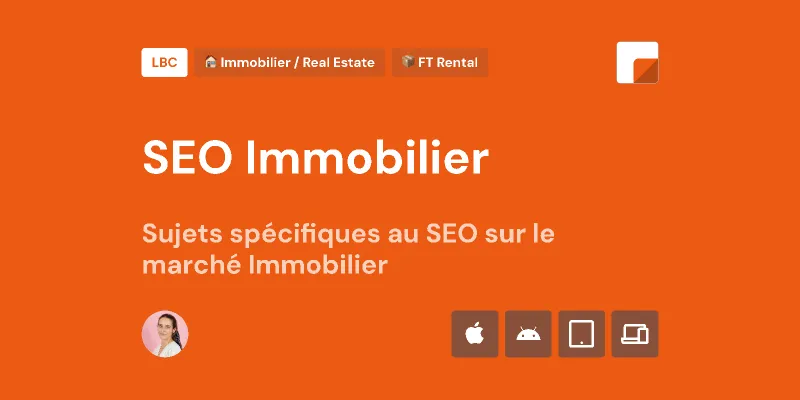 LBC
🏠 Immobilier / Real Estate
📦 FT Rental
SEO Immobilier
Sujets spécifiques au SEO sur le
marché Immobilier